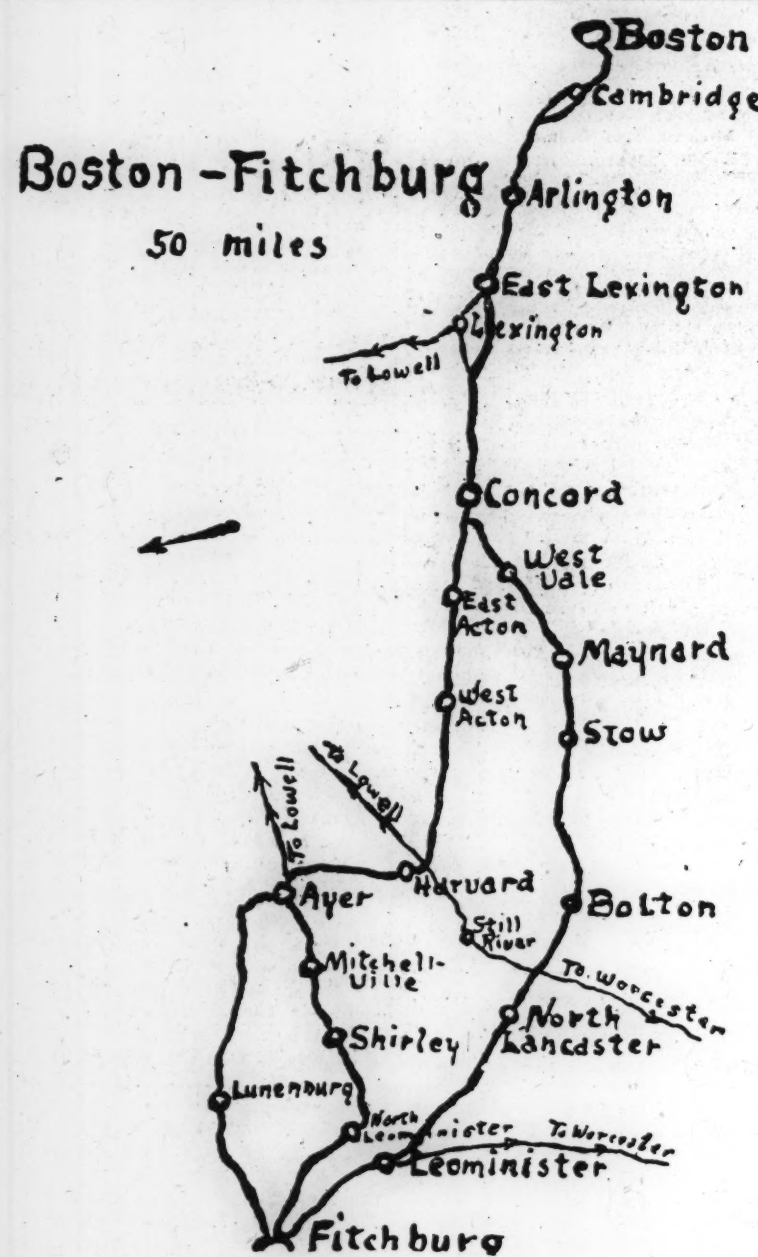 Boston
Cambridge
Boston - Fitchburg
50 miles
Arlington
East Lexington
Lexington
To Lowell
Concord
West
Vale
East
Acton
Maynard
West
Acton
Stow
To Lowell
To Lowell
Harvard
Ayer
Bolton
Still
River
Mitchell-
ville
To Worcester
North
Lancaster
Shirley
Lunenburg
North
Leominister
To Worcester
Leominister
Fitchburg